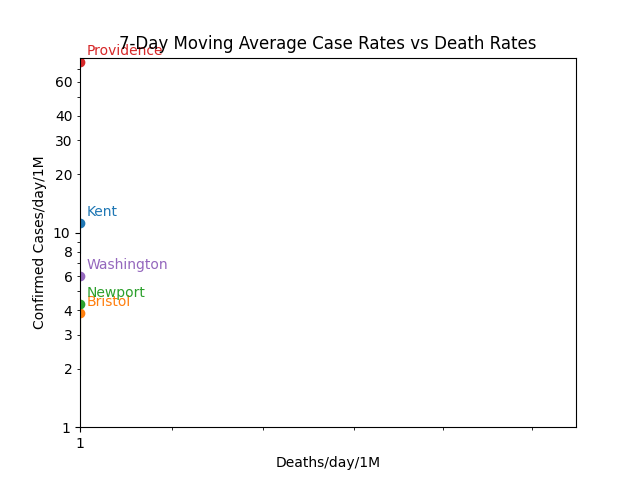 7-Day Moving Average Case Rates vs Death Rates
Providence
60
40
30
20
Kent
10
8
Washington
6
Newport
Bristol
4
3
2
1
1
Confirmed Cases/day/1M
Deaths/day/1M